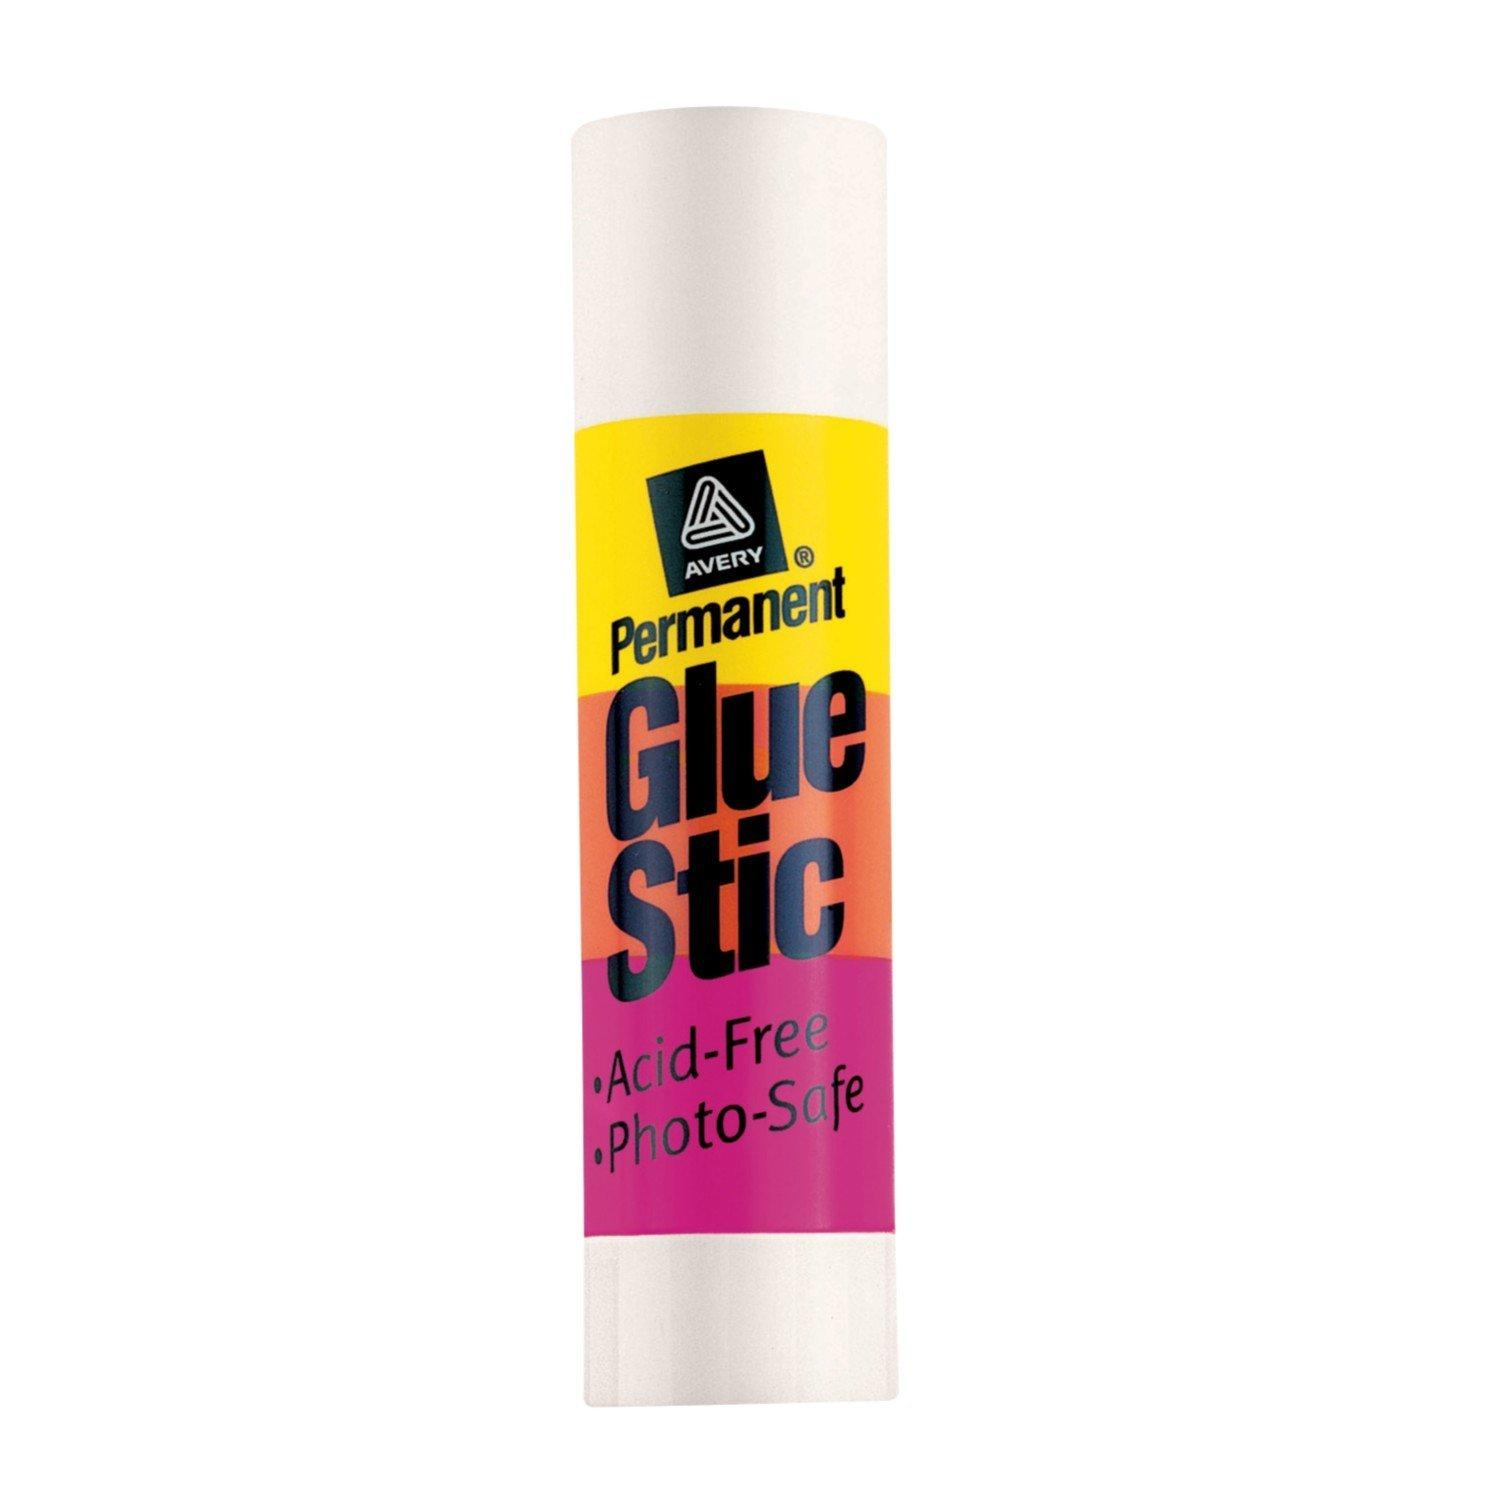 AVERY ®
Permanent
Glue
Stic
•Acid-Free
•Photo-Safe